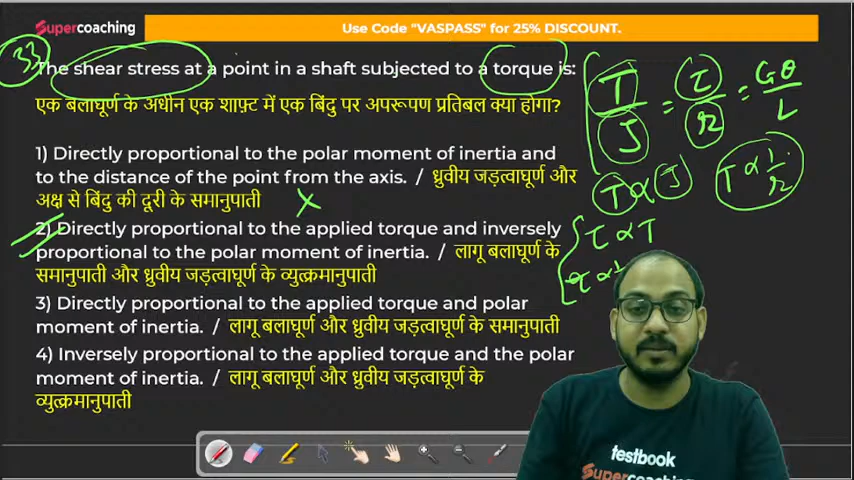 Supercoaching
Use Code "VASPASS" for 25% DISCOUNT.
33
The shear stress at a point in a shaft subjected to a torque is:
एक बलाघूर्ण के अधीन एक शाफ़्ट में एक बिंदु पर अपरूपण प्रतिबल क्या होगा?
T/J = τ/r = Gθ/L
1) Directly proportional to the polar moment of inertia and
to the distance of the point from the axis. / ध्रुवीय जड़त्वाघूर्ण और
अक्ष से बिंदु की दूरी के समानुपाती
T ∝ J
T ∝ 1/r
2) Directly proportional to the applied torque and inversely
proportional to the polar moment of inertia. / लागू बलाघूर्ण के
समानुपाती और ध्रुवीय जड़त्वाघूर्ण के व्युत्क्रमानुपाती
τ ∝ T
3) Directly proportional to the applied torque and polar
moment of inertia. / लागू बलाघूर्ण और ध्रुवीय जड़त्वाघूर्ण के समानुपाती
4) Inversely proportional to the applied torque and the polar
moment of inertia. / लागू बलाघूर्ण और ध्रुवीय जड़त्वाघूर्ण के
व्युत्क्रमानुपाती
testbook
Supercoaching